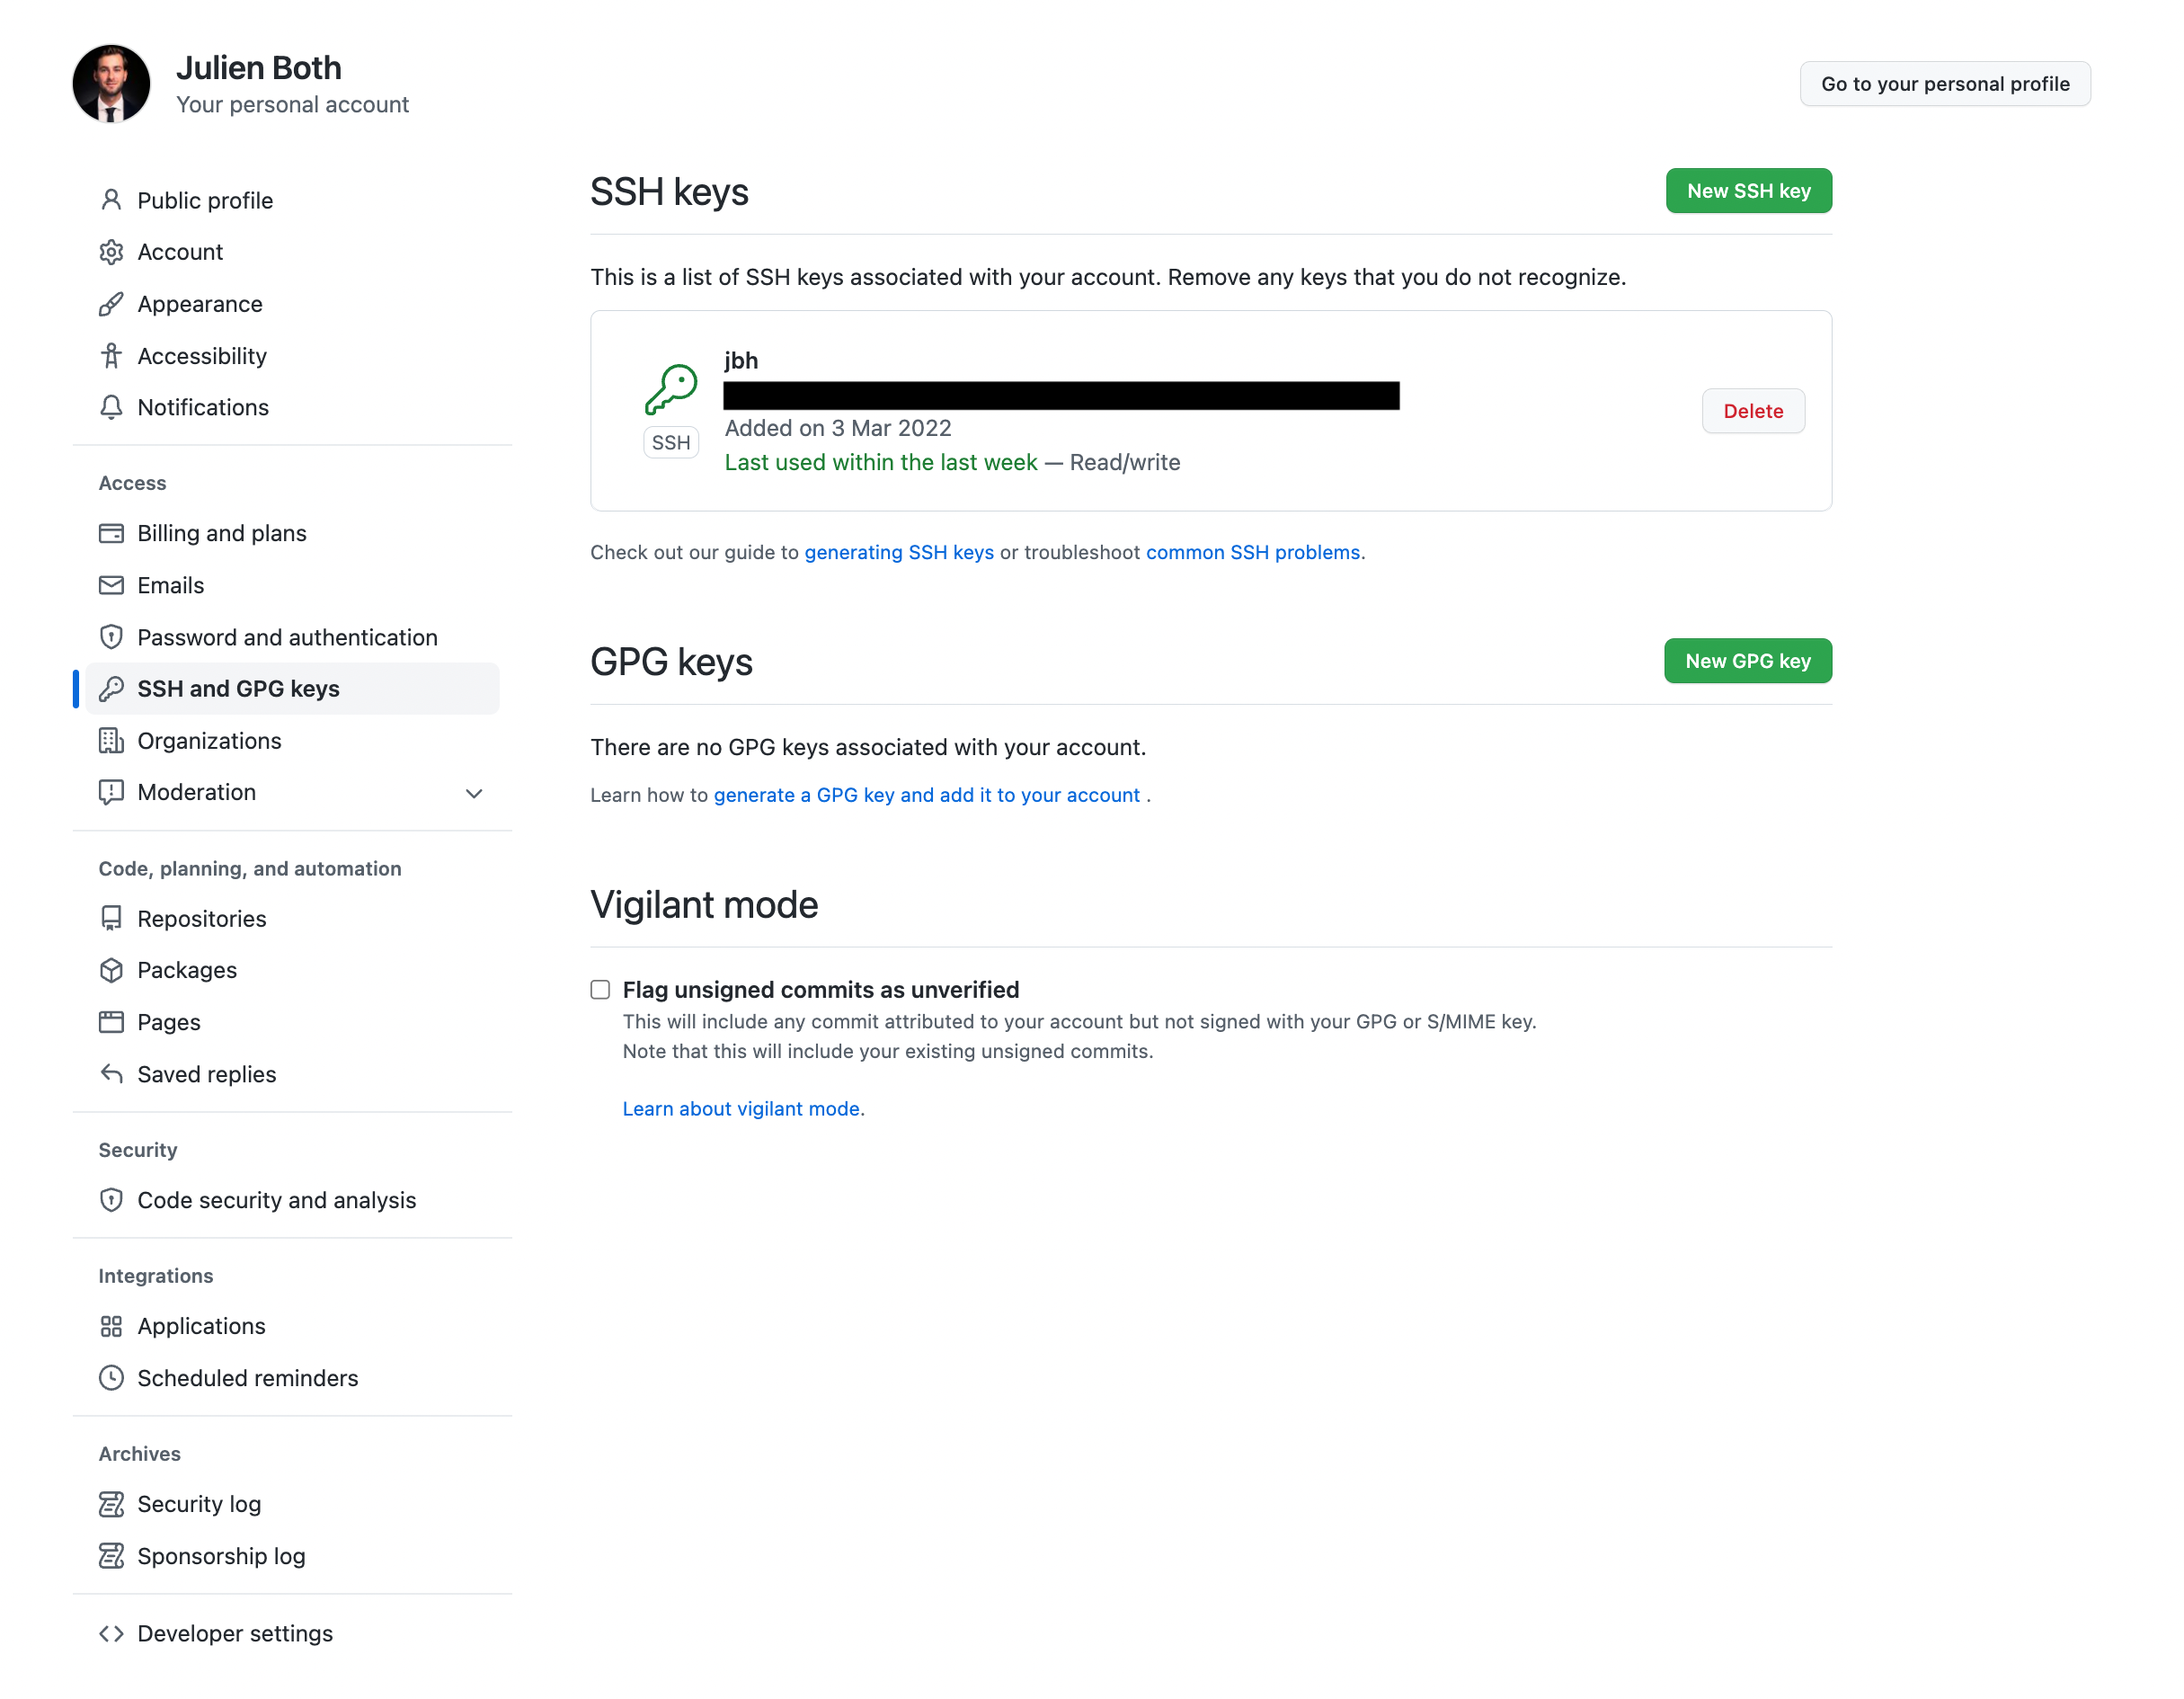 Julien Both
Your personal account
Go to your personal profile
Public profile
Account
Appearance
Accessibility
Notifications
Access
Billing and plans
Emails
Password and authentication
SSH and GPG keys
Organizations
Moderation
Code, planning, and automation
Repositories
Packages
Pages
Saved replies
Security
Code security and analysis
Integrations
Applications
Scheduled reminders
Archives
Security log
Sponsorship log
Developer settings
SSH keys
New SSH key
This is a list of SSH keys associated with your account. Remove any keys that you do not recognize.
jbh
SSH
Added on 3 Mar 2022
Last used within the last week — Read/write
Delete
Check out our guide to generating SSH keys or troubleshoot common SSH problems.
GPG keys
New GPG key
There are no GPG keys associated with your account.
Learn how to generate a GPG key and add it to your account .
Vigilant mode
Flag unsigned commits as unverified
This will include any commit attributed to your account but not signed with your GPG or S/MIME key.
Note that this will include your existing unsigned commits.
Learn about vigilant mode.